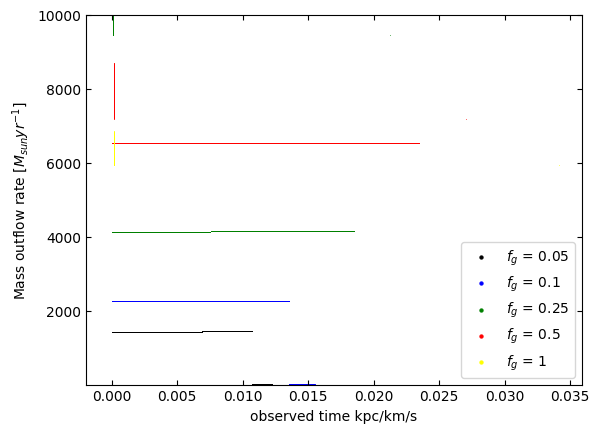 10000
8000
6000
4000
2000
Mass outflow rate [M_{sun}yr^{-1}]
0.000 0.005 0.010 0.015 0.020 0.025 0.030 0.035
observed time kpc/km/s
f_g = 0.05
f_g = 0.1
f_g = 0.25
f_g = 0.5
f_g = 1